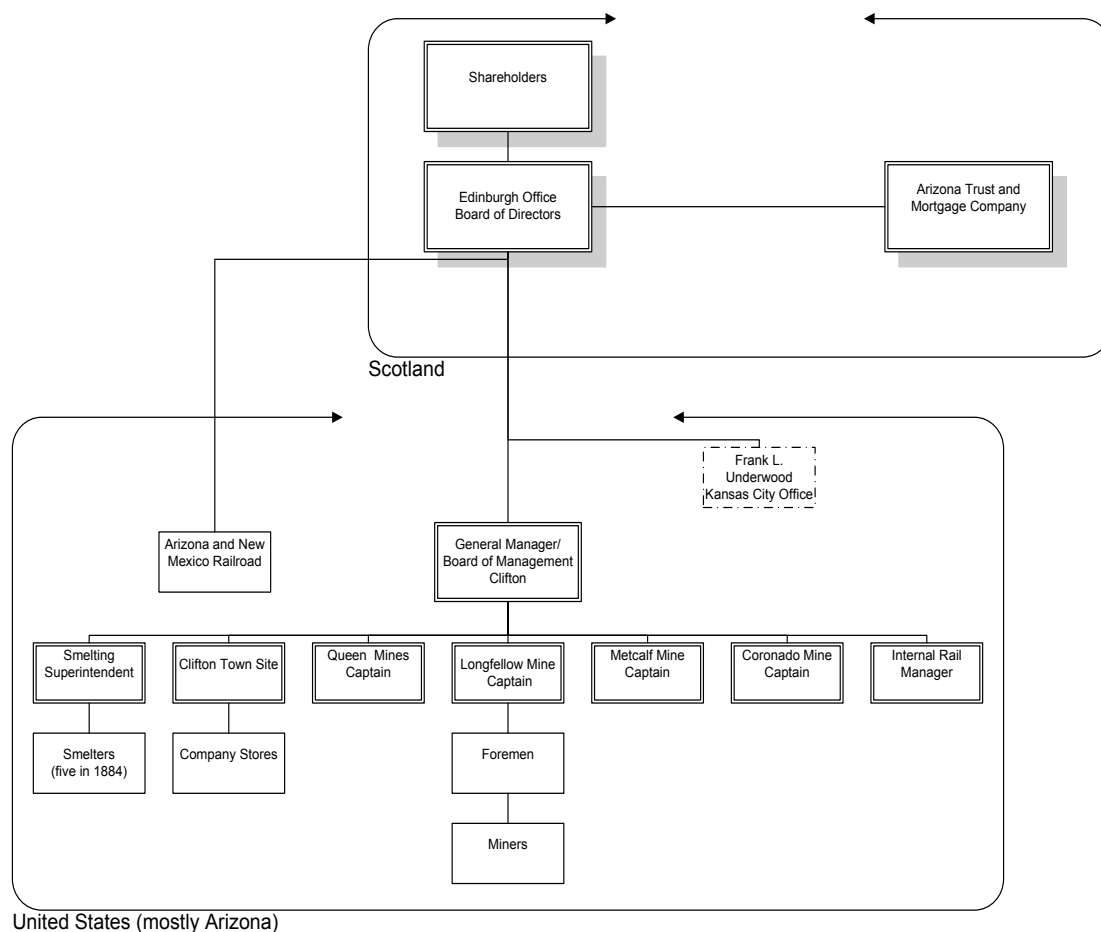 Shareholders
Edinburgh Office
Board of Directors
Arizona Trust and
Mortgage Company
Scotland
Frank L.
Underwood
Kansas City Office
Arizona and New
Mexico Railroad
General Manager/
Board of Management
Clifton
Smelting
Superintendent
Clifton Town Site
Queen Mines
Captain
Longfellow Mine
Captain
Metcalf Mine
Captain
Coronado Mine
Captain
Internal Rail
Manager
Smelters
(five in 1884)
Company Stores
Foremen
Miners
United States (mostly Arizona)